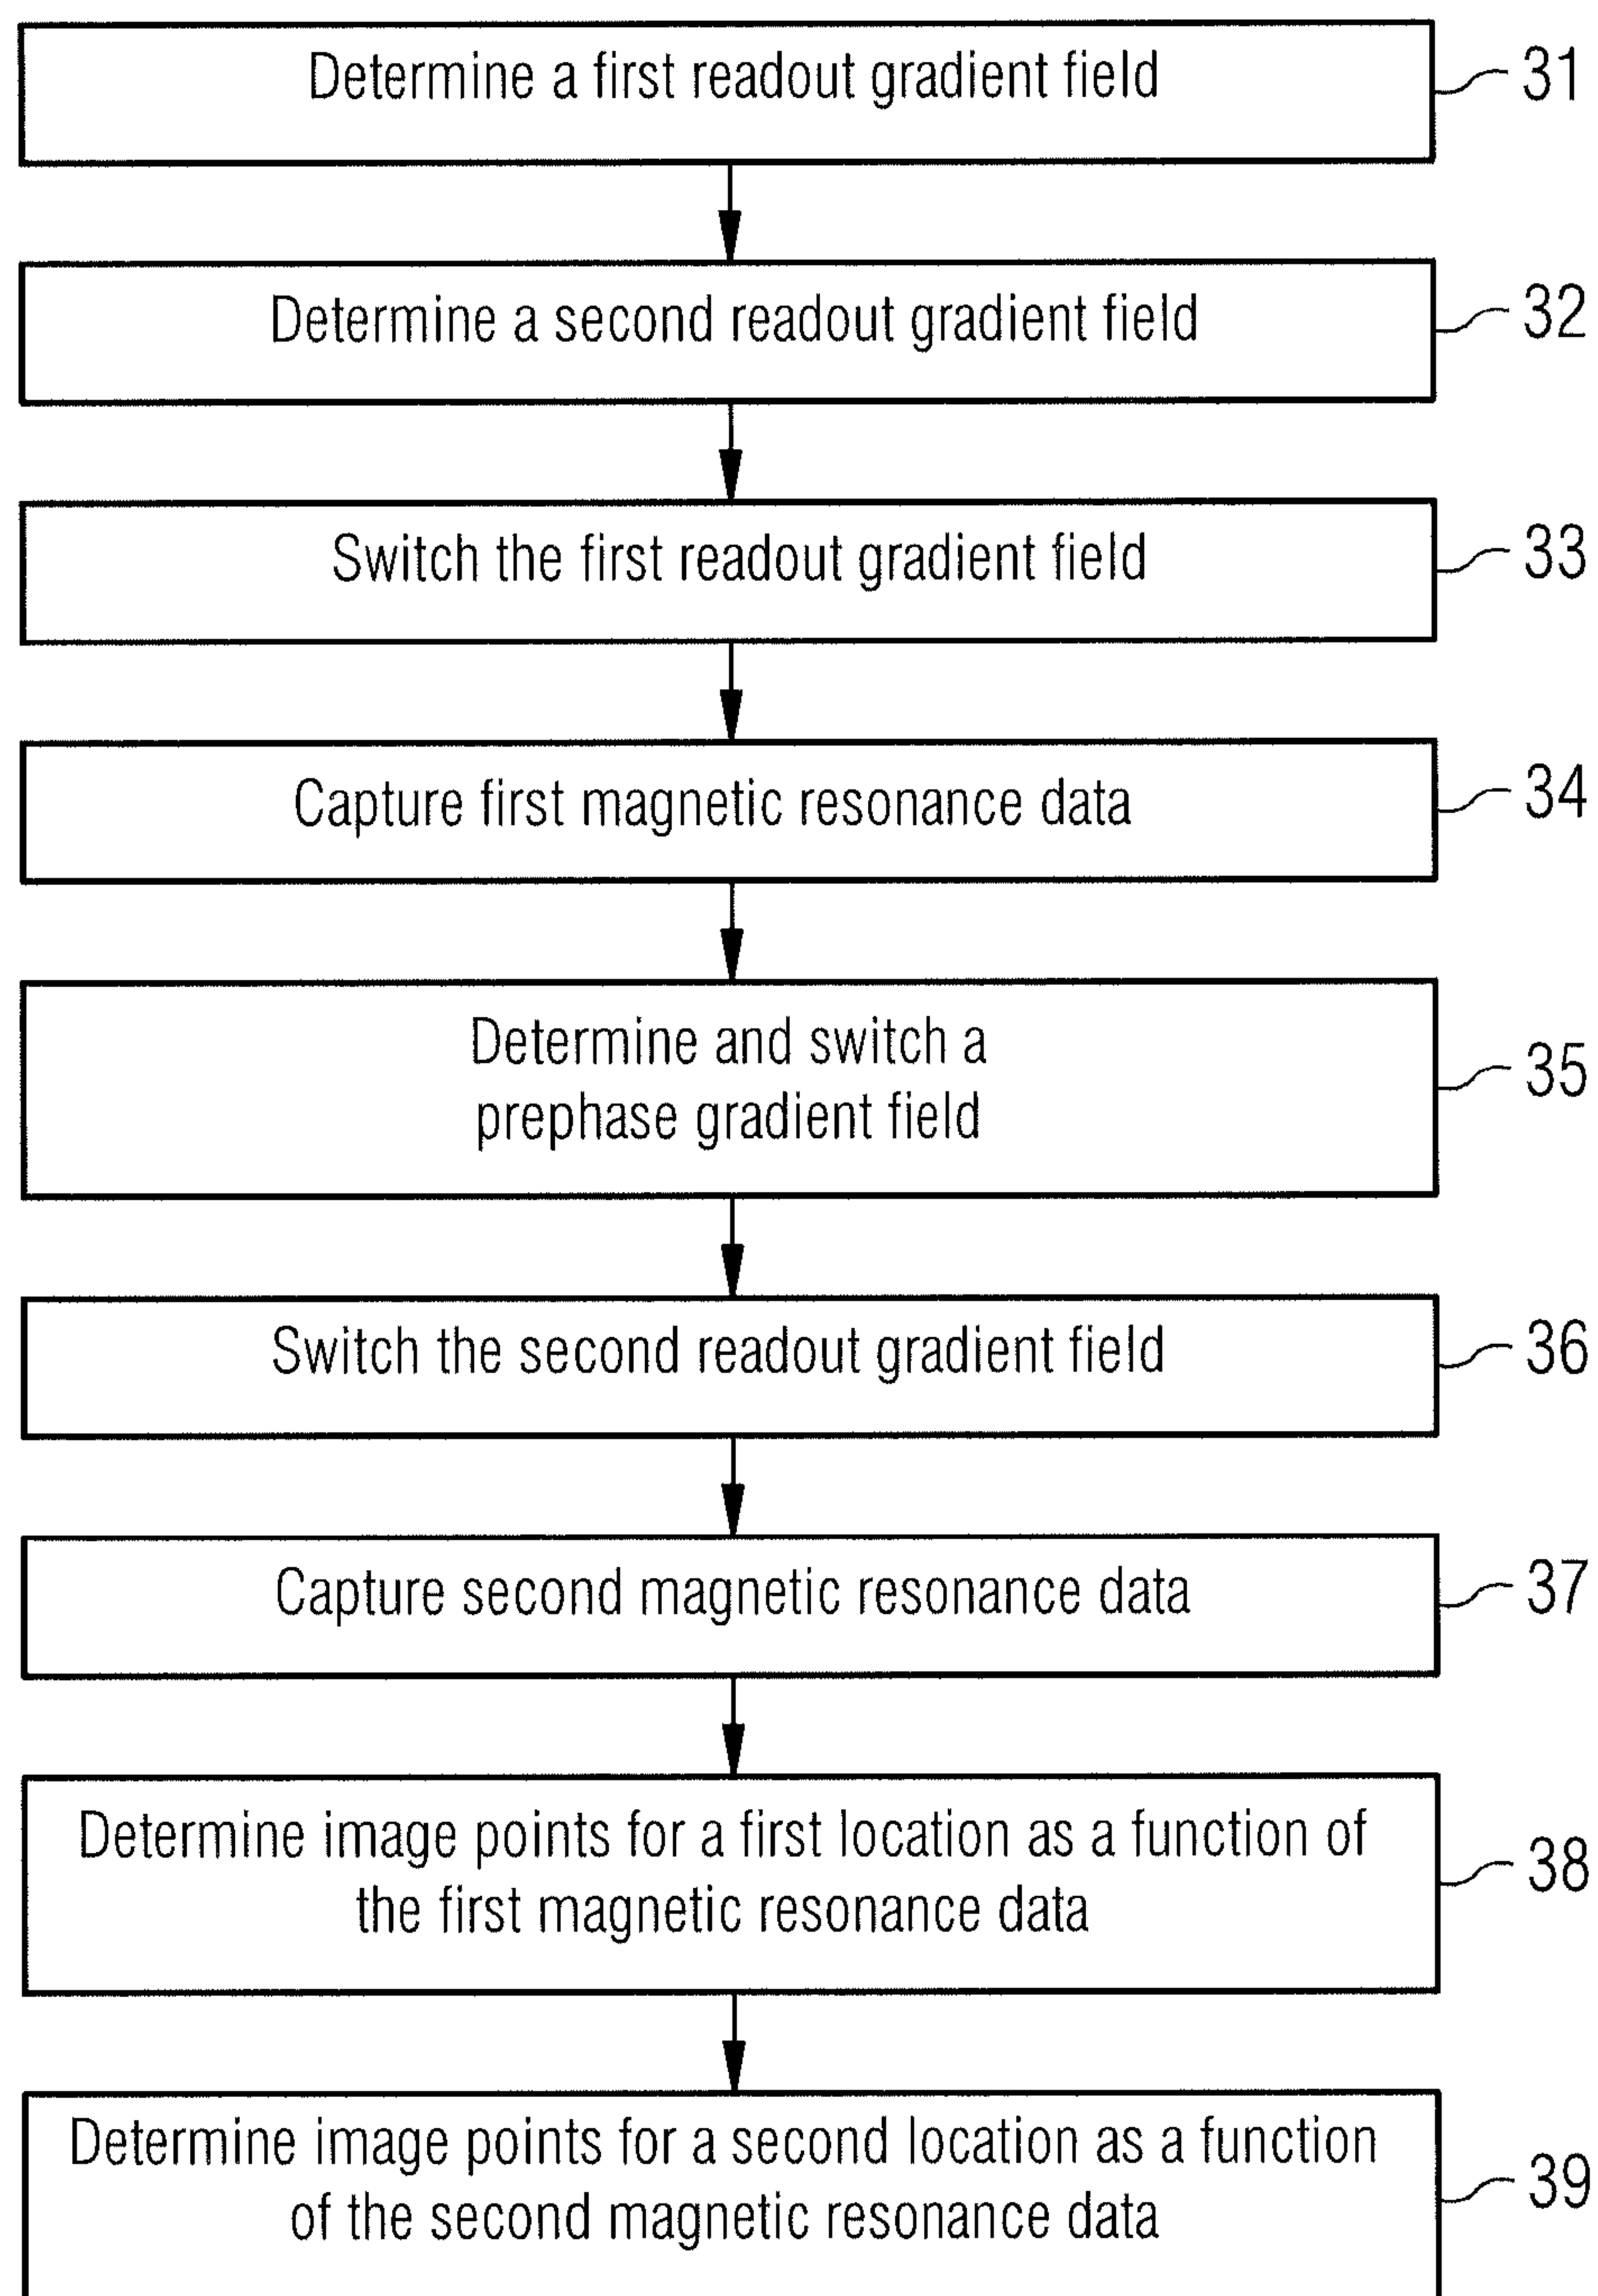 Determine a first readout gradient field
31
Determine a second readout gradient field
32
Switch the first readout gradient field
33
Capture first magnetic resonance data
34
Determine and switch a
prephase gradient field
35
Switch the second readout gradient field
36
Capture second magnetic resonance data
37
Determine image points for a first location as a function of
the first magnetic resonance data
38
Determine image points for a second location as a function
of the second magnetic resonance data
39